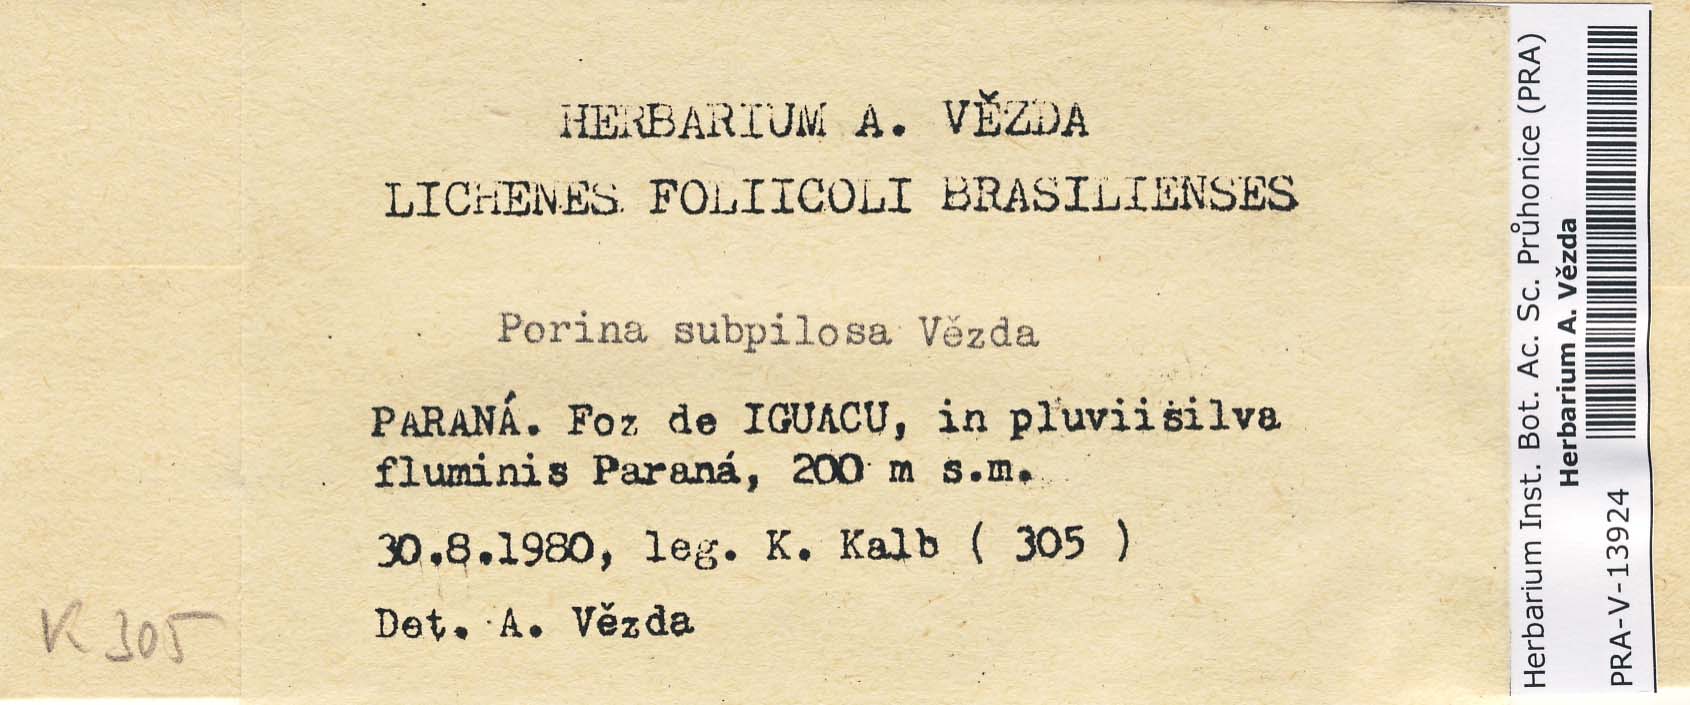 HERBARIUM A. VĚZDA
LICHENES FOLIICOLI BRASILIENSES
Porina subpilosa Vězda
PARANÁ. Foz de IGUACU, in pluviisilva
fluminis Paraná, 200 m s.m.
30.8.1980, leg. K. Kalb ( 305 )
Det. A. Vězda
K 305
Herbarium Inst. Bot. Ac. Sc. Průhonice (PRA)
Herbarium A. Vězda
PRA-V-13924